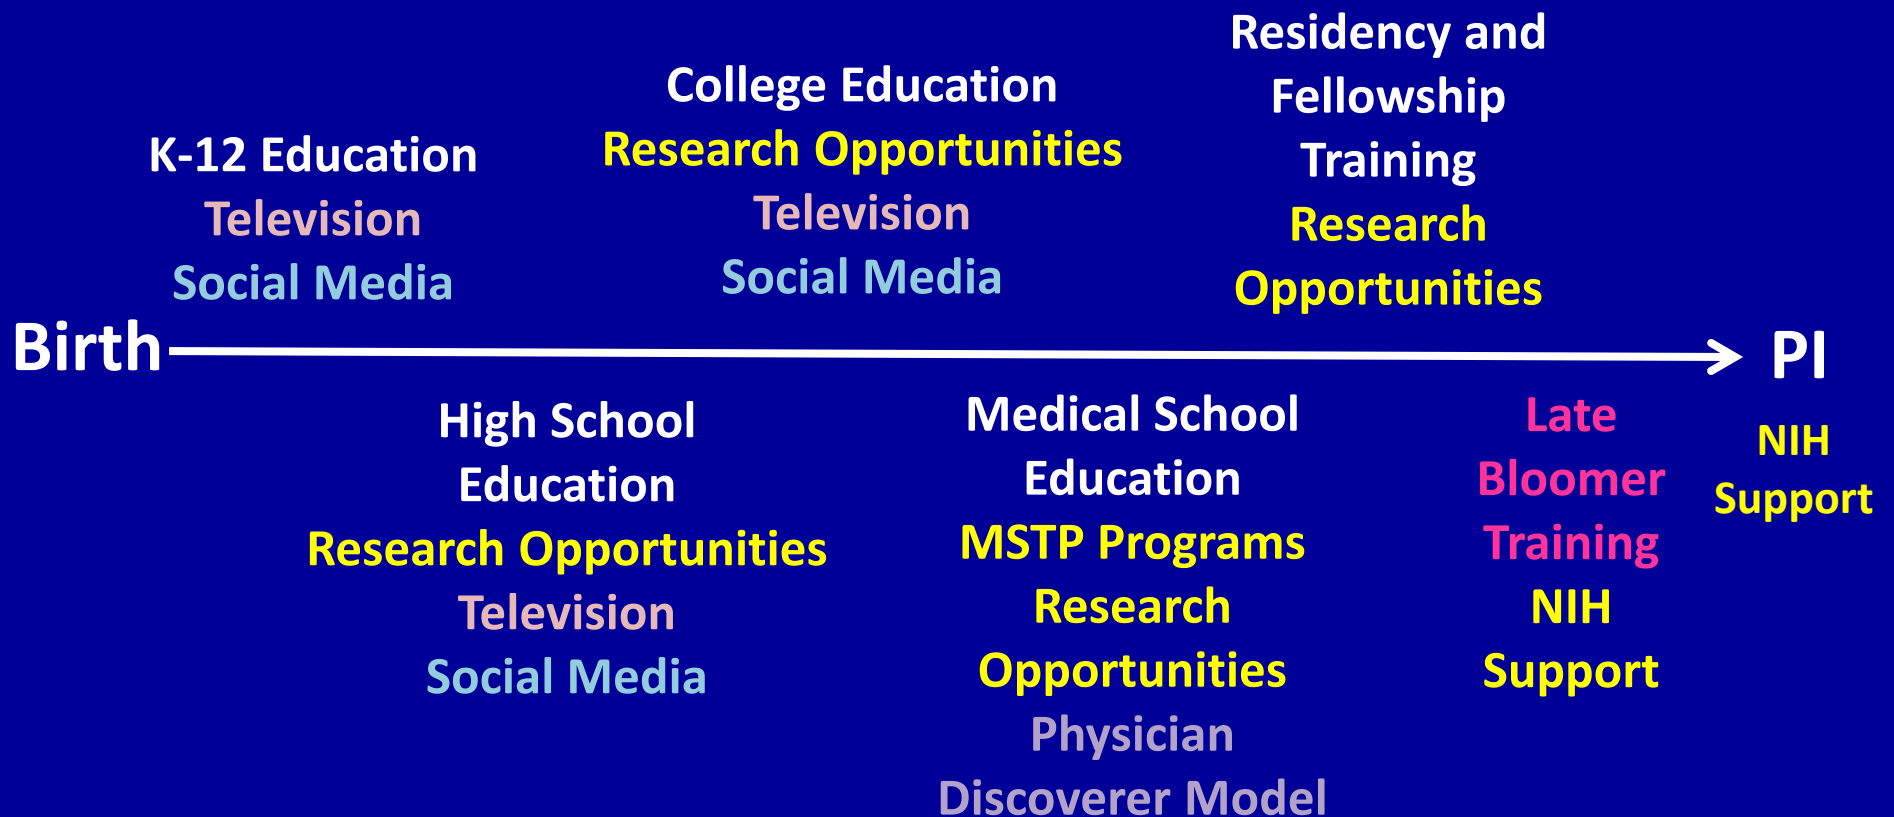 K-12 Education
Television
Social Media
College Education
Research Opportunities
Television
Social Media
Residency and
Fellowship
Training
Research
Opportunities
Birth
PI
High School
Education
Research Opportunities
Television
Social Media
Medical School
Education
MSTP Programs
Research
Opportunities
Physician
Discoverer Model
Late
Bloomer
Training
NIH
Support
NIH
Support